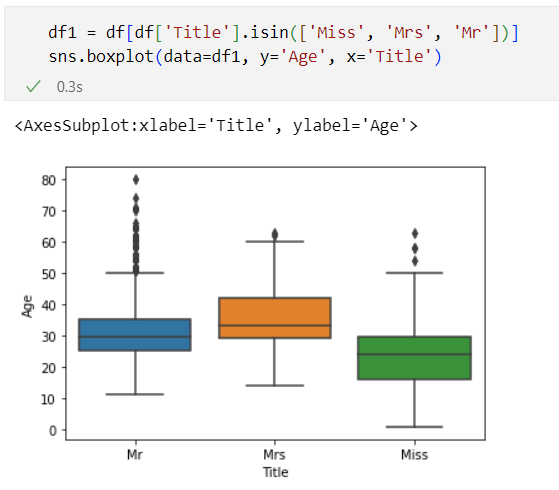 df1 = df[df['Title'].isin(['Miss', 'Mrs', 'Mr'])]
sns.boxplot(data=df1, y='Age', x='Title')
0.3s
<AxesSubplot:xlabel='Title', ylabel='Age'>
80
70
60
50
40
30
20
10
0
Age
Mr Mrs Miss
Title